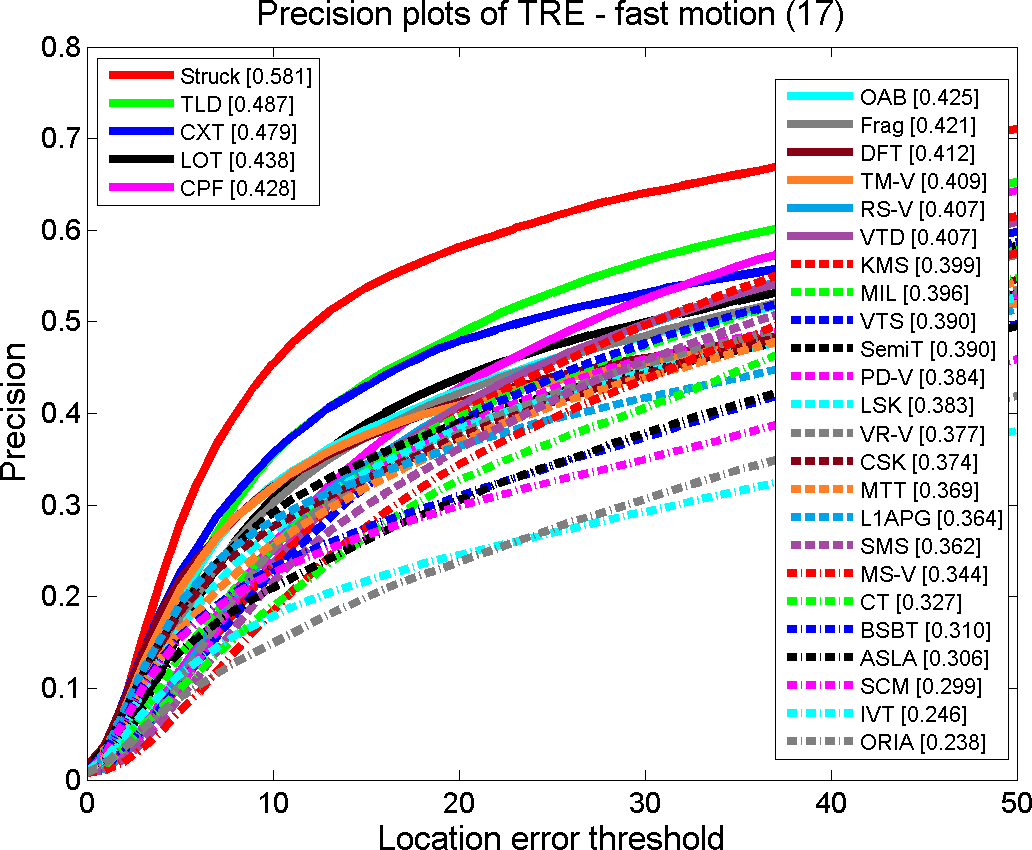 Precision plots of TRE - fast motion (17)
Precision
0.8
0.7
0.6
0.5
0.4
0.3
0.2
0.1
0
Struck [0.581]
TLD [0.487]
CXT [0.479]
LOT [0.438]
CPF [0.428]
OAB [0.425]
Frag [0.421]
DFT [0.412]
TM-V [0.409]
RS-V [0.407]
VTD [0.407]
KMS [0.399]
MIL [0.396]
VTS [0.390]
SemiT [0.390]
PD-V [0.384]
LSK [0.383]
VR-V [0.377]
CSK [0.374]
MTT [0.369]
L1APG [0.364]
SMS [0.362]
MS-V [0.344]
CT [0.327]
BSBT [0.310]
ASLA [0.306]
SCM [0.299]
IVT [0.246]
ORIA [0.238]
0 10 20 30 40 50
Location error threshold